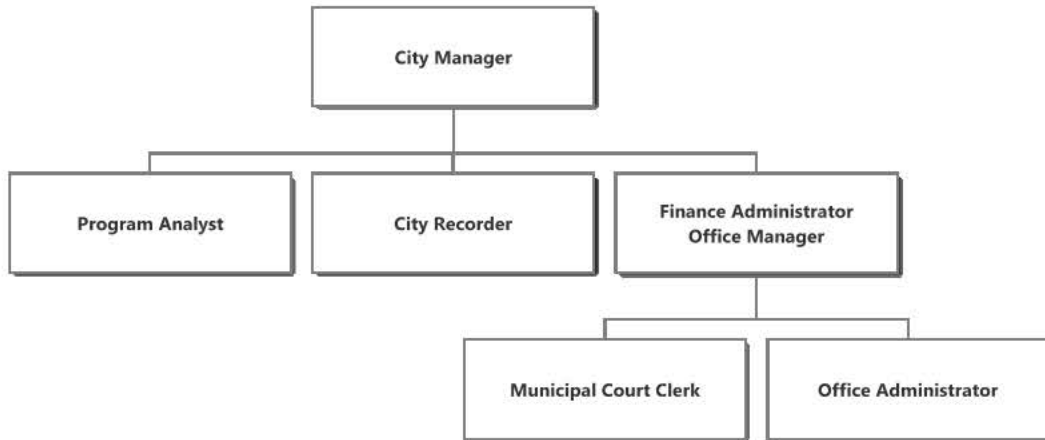 City Manager
Program Analyst
City Recorder
Finance Administrator
Office Manager
Municipal Court Clerk
Office Administrator